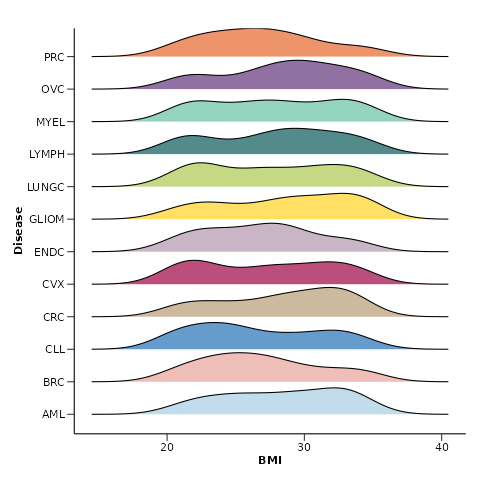 PRC
OVC
MYEL
LYMPH
LUNGC
GLIOM
ENDC
CVX
CRC
CLL
BRC
AML
Disease
20 30 40
BMI